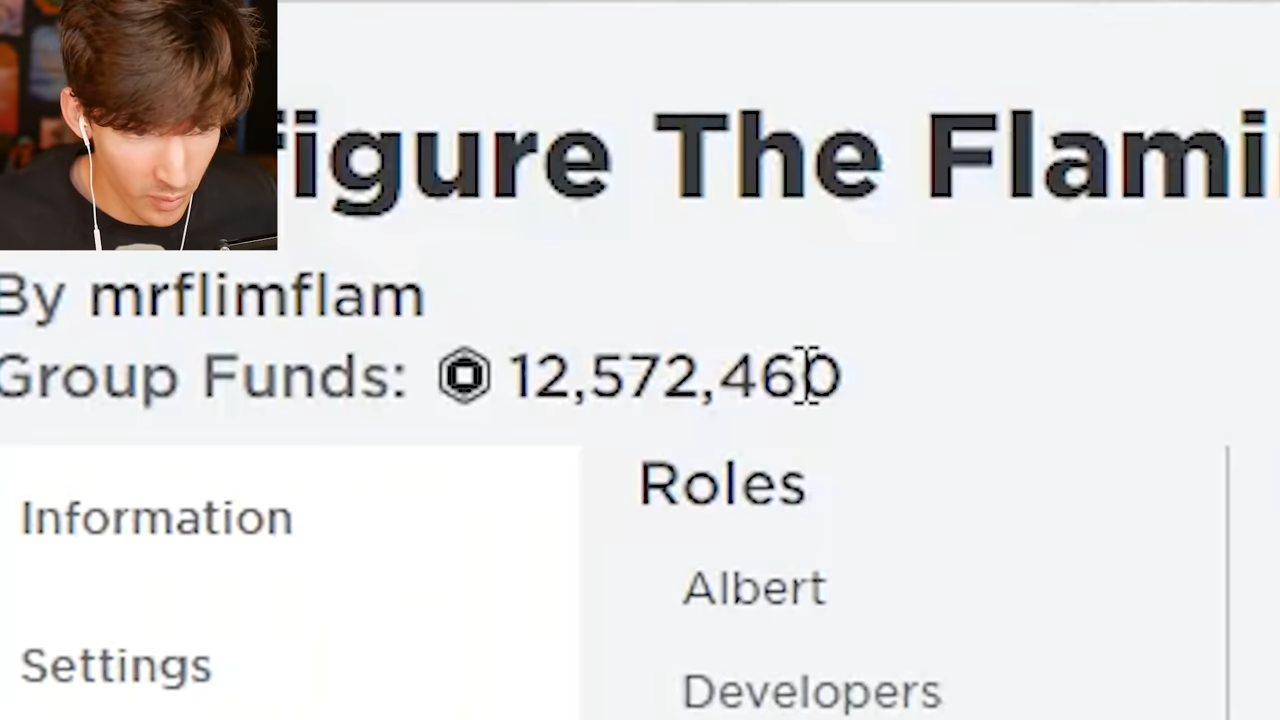 figure The Flami
By mrflimflam
Group Funds: 12,572,460
Information
Settings
Roles
Albert
Developers